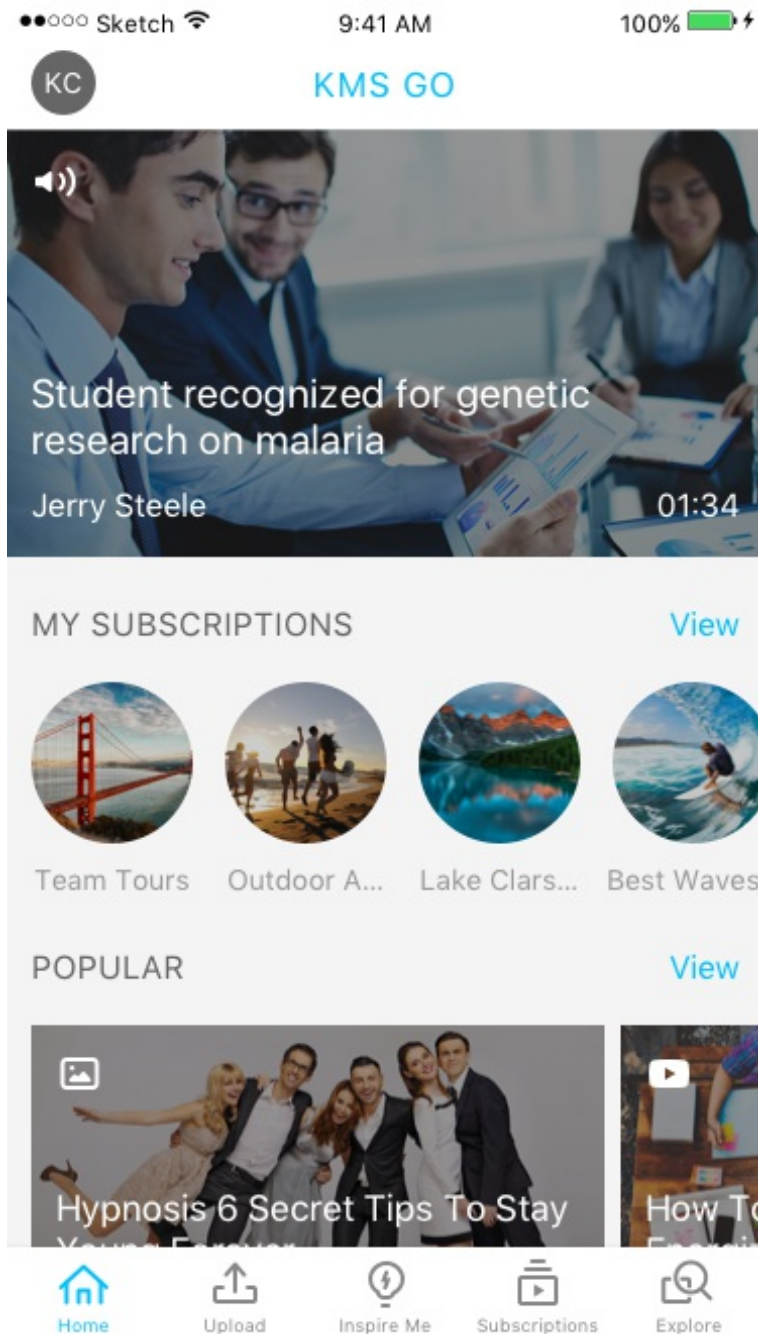 Sketch 9:41 AM 100%
KC KMS GO
Student recognized for genetic
research on malaria
Jerry Steele 01:34
MY SUBSCRIPTIONS View
Team Tours Outdoor A... Lake Clars... Best Waves
POPULAR View
Hypnosis 6 Secret Tips To Stay How To
Young Forever
Home Upload Inspire Me Subscriptions Explore